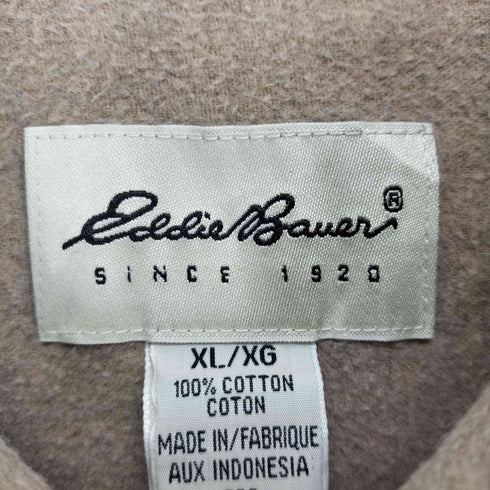 Eddie Bauer®
SINCE 1920
XL/XG
100% COTTON
COTON
MADE IN/FABRIQUE
AUX INDONESIA